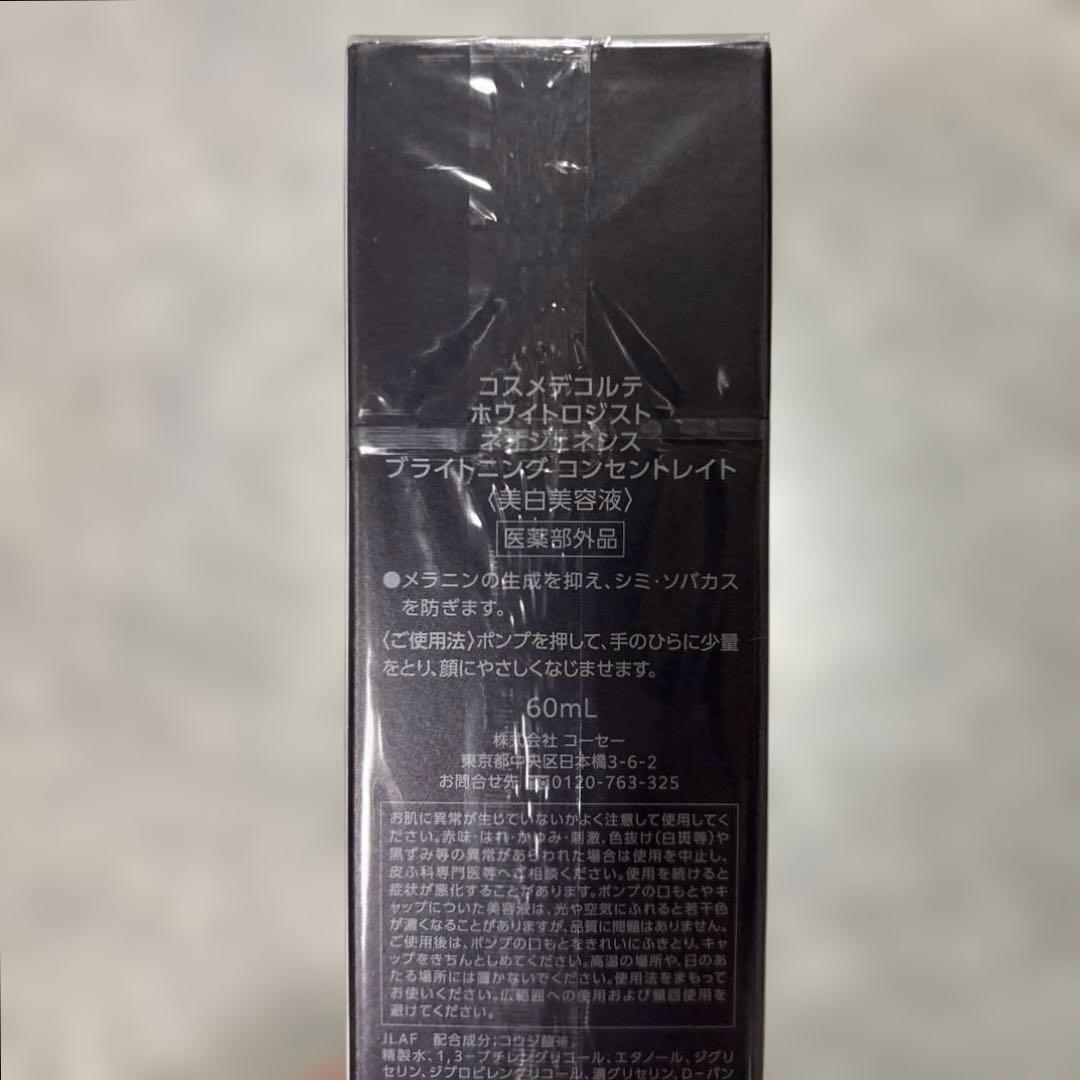 コスメデコルテ
ホワイトロジスト
ネオジェネシス
ブライトニング コンセントレイト
〈美白美容液〉
医薬部外品
●メラニンの生成を抑え、シミ・ソバカス
を防ぎます。
〈ご使用法〉ポンプを押して、手のひらに少量
をとり、顔にやさしくなじませます。
60mL
株式会社 コーセー
東京都中央区日本橋3-6-2
お問合せ先 0120-763-325
お肌に異常が生じていないかよく注意して使用してく
ださい。赤味・はれ・かゆみ・刺激、色抜け(白斑等)や
黒ずみ等の異常があらわれた場合は使用を中止し、
皮ふ科専門医等へご相談ください。使用を続けると
症状が悪化することがあります。ポンプの口もとやキ
ャップについた美容液は、光や空気にふれると若干色
が濃くなることがありますが、品質に問題はありません。
ご使用後は、ポンプの口もとをきれいにふきとり、キャ
ップをきちんとしめてください。高温の場所や、日のあ
たる場所には置かないでください。使用法をまもって
お使いください。広範囲への使用および頻回使用を
避けてください。
JLAF 配合成分;コウジ酸※、
精製水、1,3-ブチレングリコール、エタノール、ジグリ
セリン、ジプロピレングリコール、濃グリセリン、D-パン